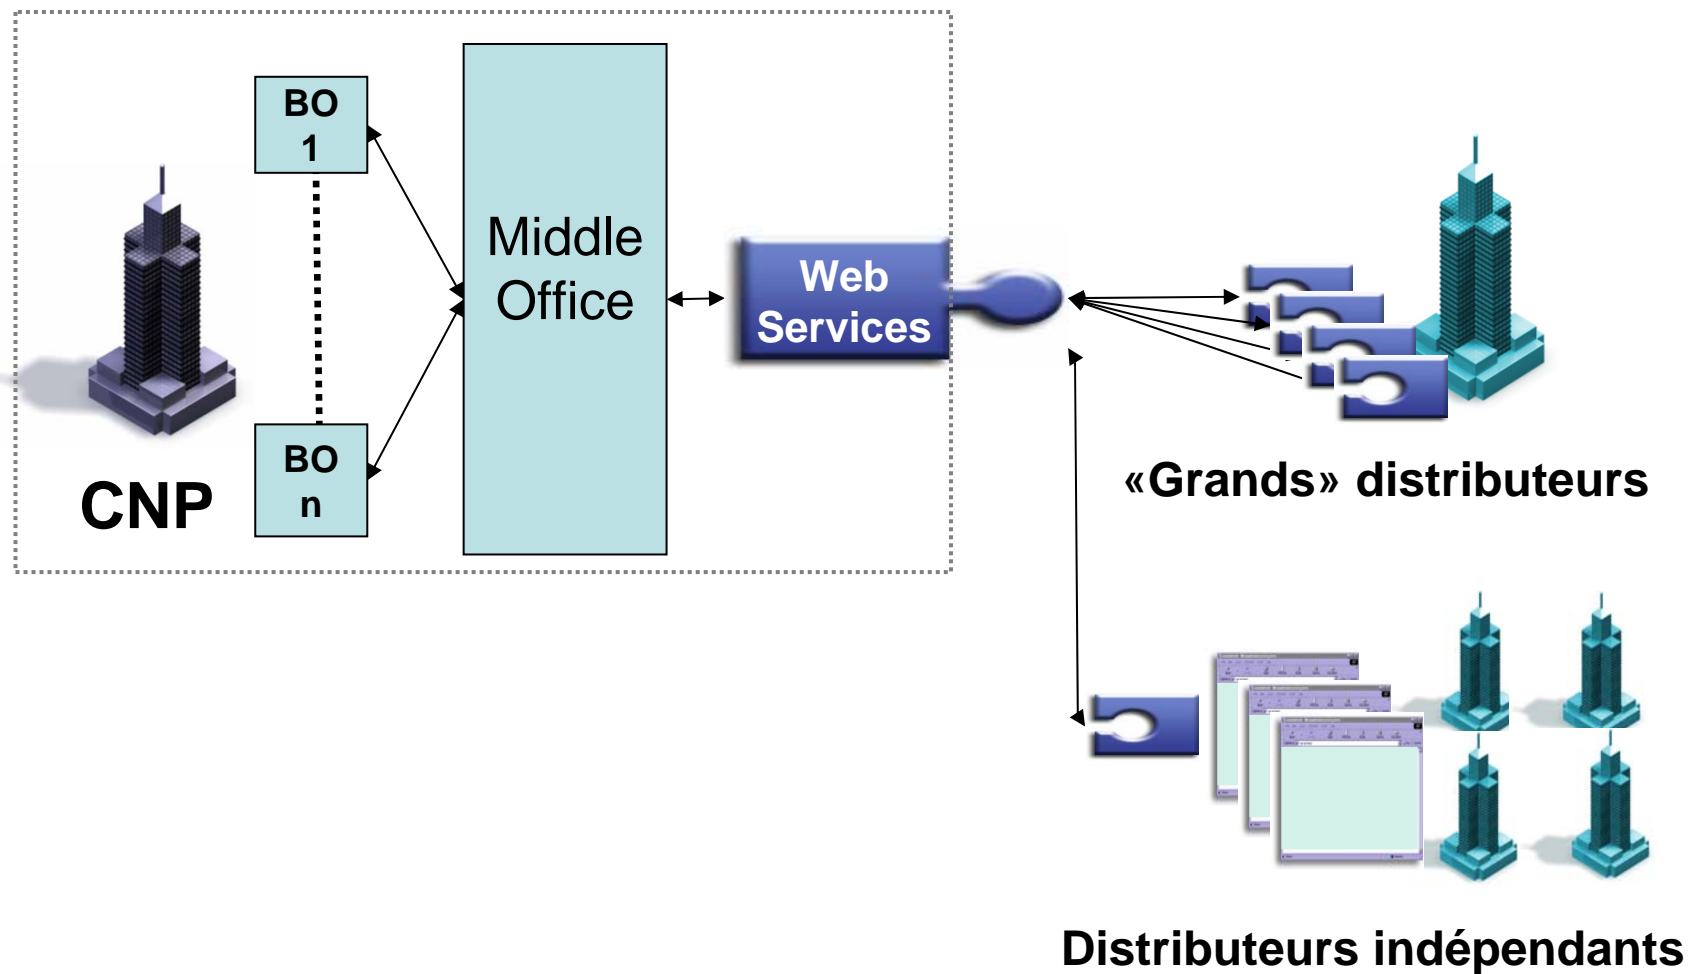 BO
1
Middle
Office
Web
Services
BO
n
CNP
«Grands» distributeurs
Distributeurs indépendants